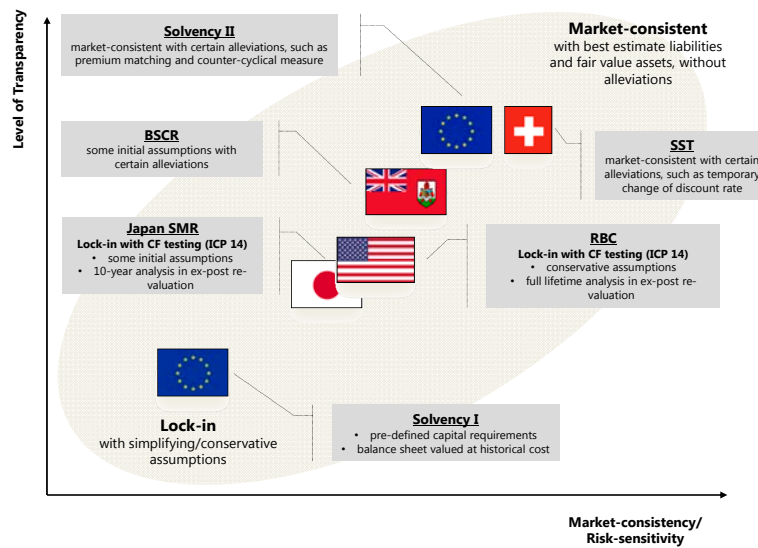 Level of Transparency
Solvency II
market-consistent with certain alleviations, such as
premium matching and counter-cyclical measure
Market-consistent
with best estimate liabilities
and fair value assets, without
alleviations
BSCR
some initial assumptions with
certain alleviations
SST
market-consistent with certain
alleviations, such as temporary
change of discount rate
Japan SMR
Lock-in with CF testing (ICP 14)
• some initial assumptions
• 10-year analysis in ex-post re-
valuation
RBC
Lock-in with CF testing (ICP 14)
• conservative assumptions
• full lifetime analysis in ex-post re-
valuation
Lock-in
with simplifying/conservative
assumptions
Solvency I
• pre-defined capital requirements
• balance sheet valued at historical cost
Market-consistency/
Risk-sensitivity